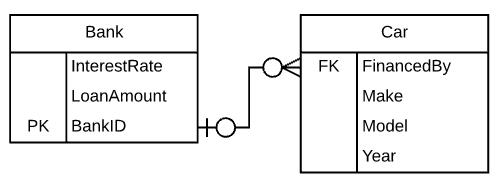 Bank
InterestRate
LoanAmount
PK BankID
Car
FK FinancedBy
Make
Model
Year